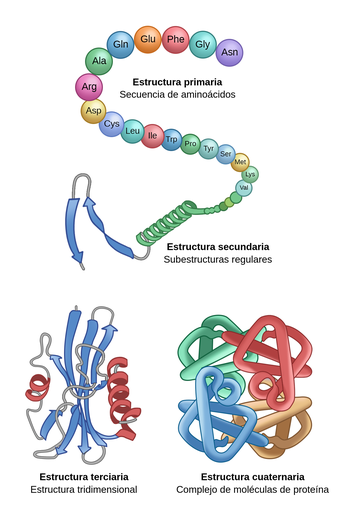 Asn
Gly
Phe
Glu
Gln
Ala
Arg
Asp
Cys
Leu
Ile
Trp
Pro
Tyr
Ser
Met
Lys
Val
Estructura primaria
Secuencia de aminoácidos
Estructura secundaria
Subestructuras regulares
Estructura terciaria
Estructura tridimensional
Estructura cuaternaria
Complejo de moléculas de proteína